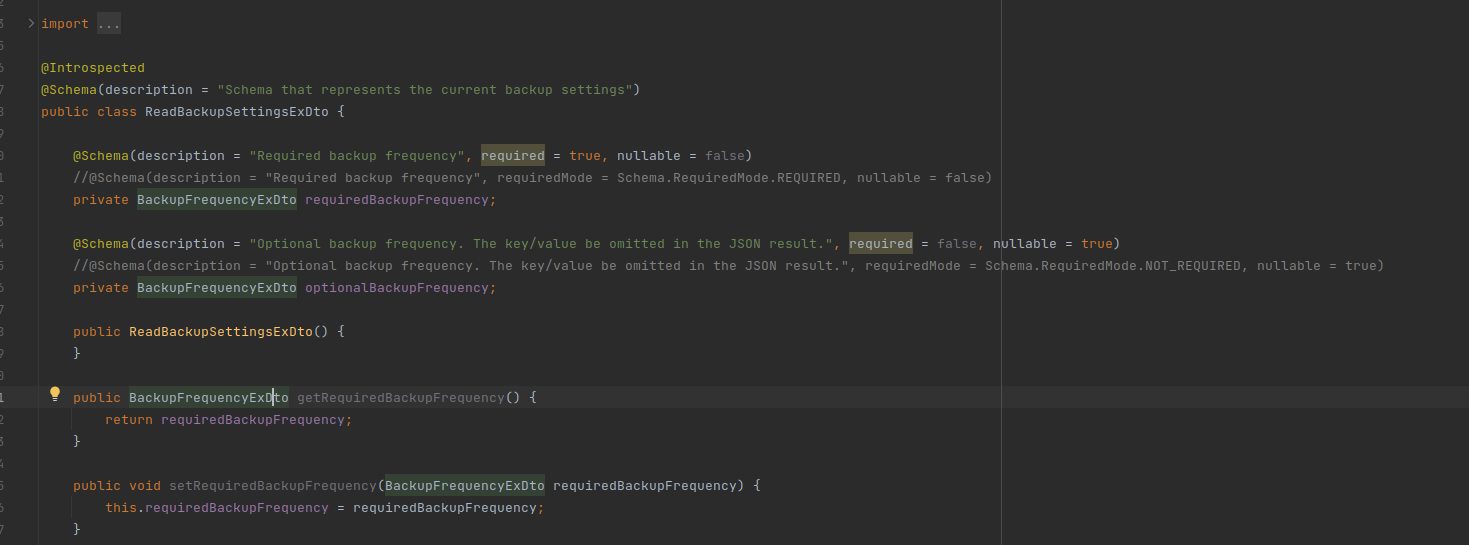 import ...
@Introspected
@Schema(description = "Schema that represents the current backup settings")
public class ReadBackupSettingsExDto {
@Schema(description = "Required backup frequency", required = true, nullable = false)
//@Schema(description = "Required backup frequency", requiredMode = Schema.RequiredMode.REQUIRED, nullable = false)
private BackupFrequencyExDto requiredBackupFrequency;
@Schema(description = "Optional backup frequency. The key/value be omitted in the JSON result.", required = false, nullable = true)
//@Schema(description = "Optional backup frequency. The key/value be omitted in the JSON result.", requiredMode = Schema.RequiredMode.NOT_REQUIRED, nullable = true)
private BackupFrequencyExDto optionalBackupFrequency;
public ReadBackupSettingsExDto() {
}
public BackupFrequencyExDto getRequiredBackupFrequency() {
return requiredBackupFrequency;
}
public void setRequiredBackupFrequency(BackupFrequencyExDto requiredBackupFrequency) {
this.requiredBackupFrequency = requiredBackupFrequency;
}